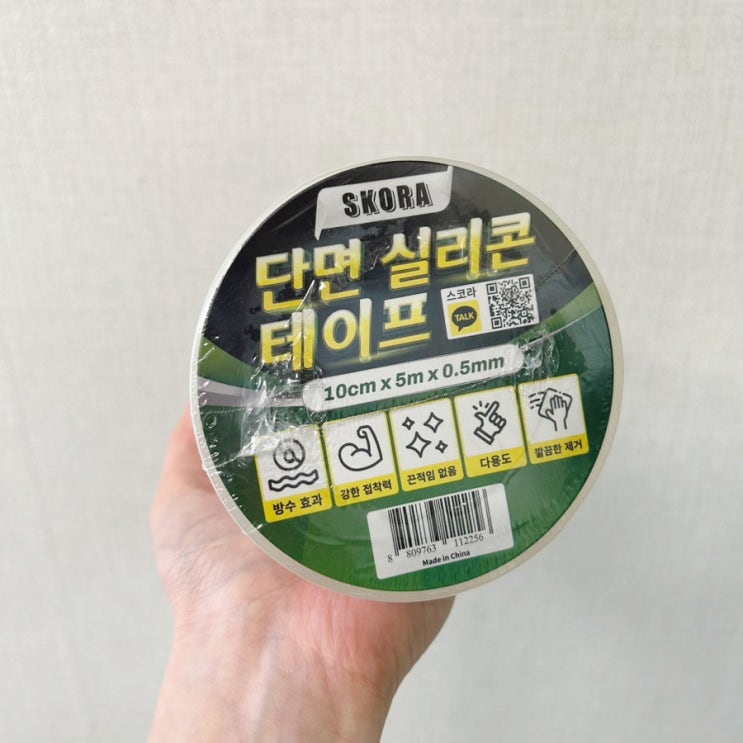 SKORA
단면 실리콘
테이프
스코라
TALK
10cm x 5m x 0.5mm
방수 효과
강한 접착력
끈적임 없음
다용도
깔끔한 제거
8 809763 112256
Made in China